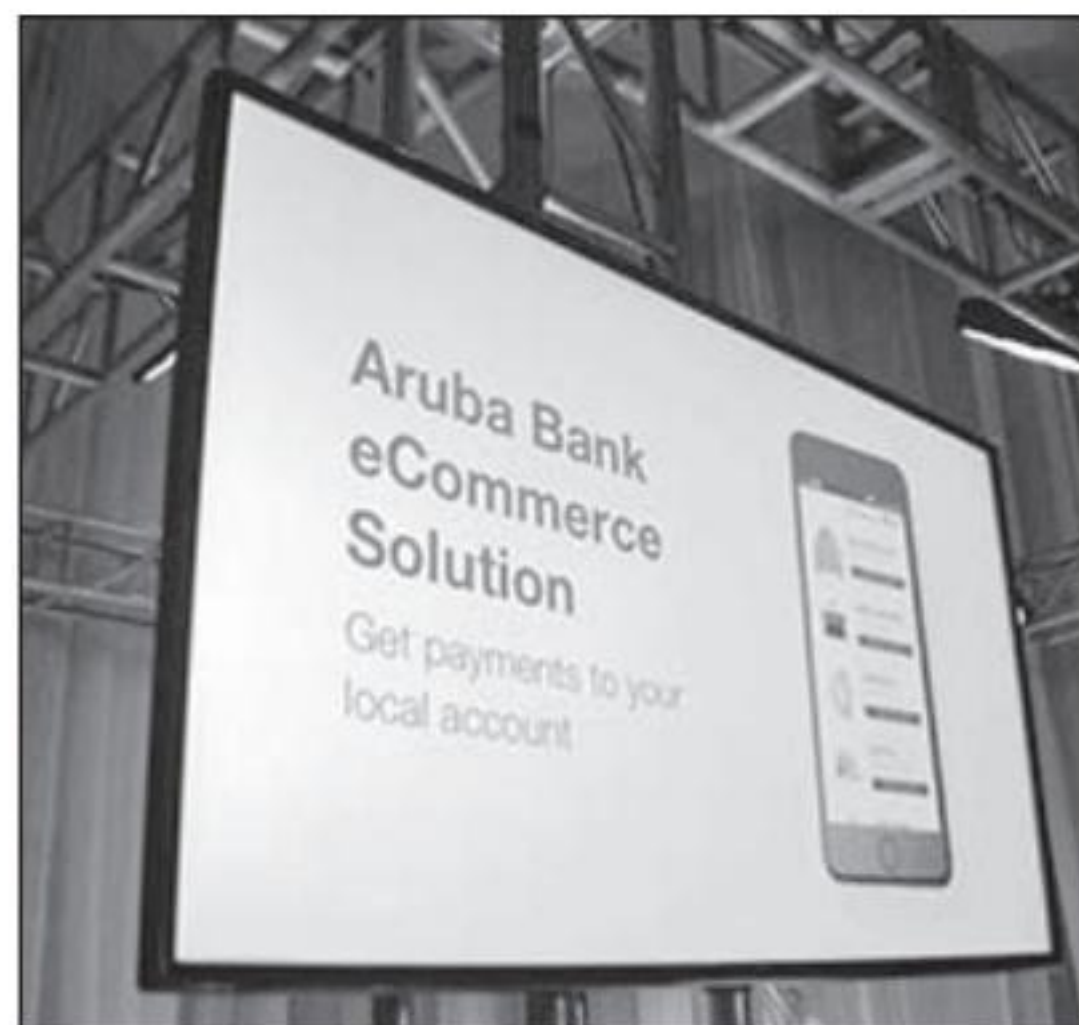 Aruba Bank
eCommerce
Solution
Get payments to your
local account